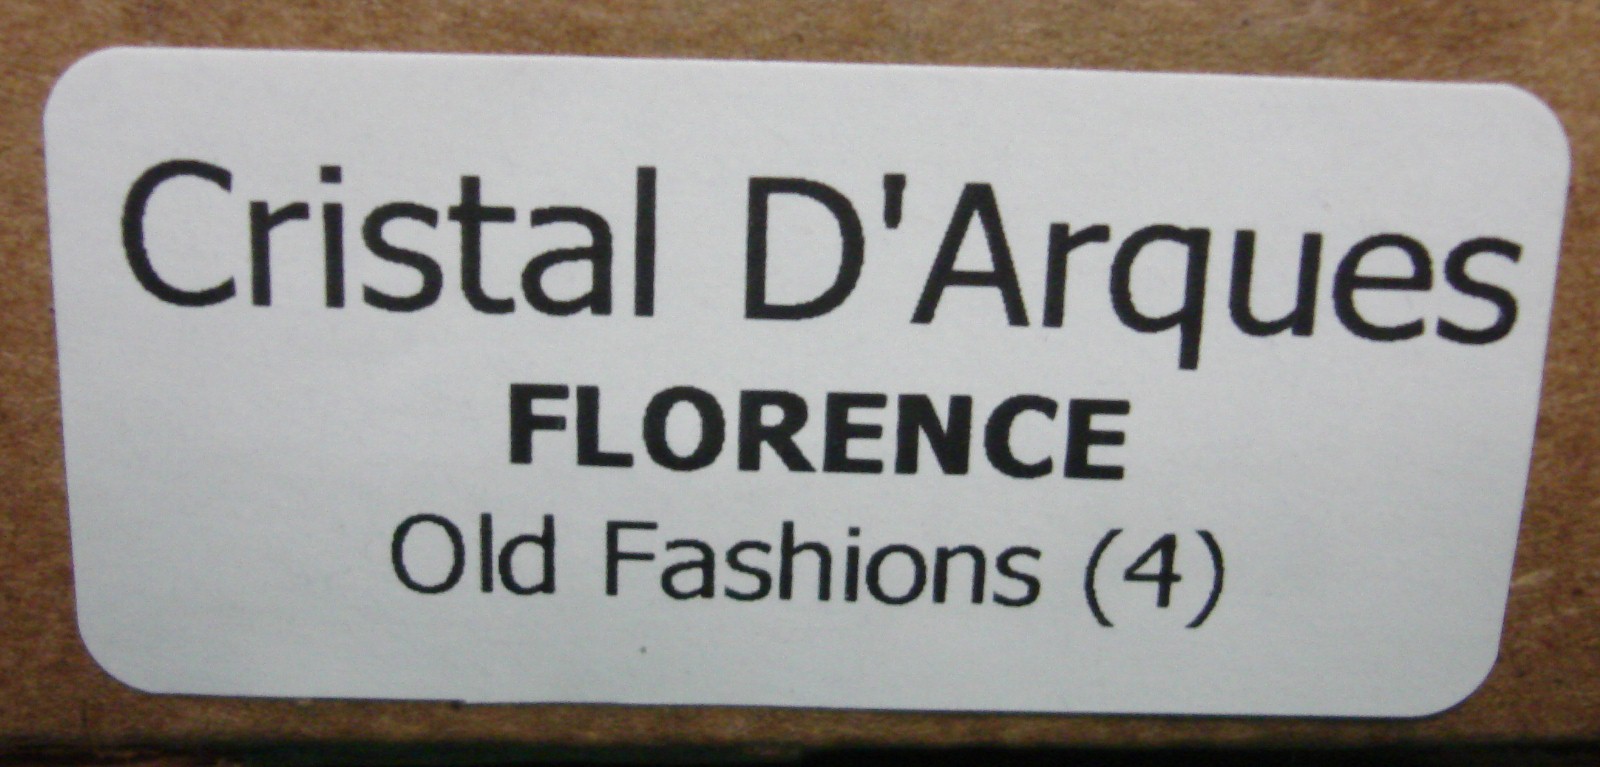 Cristal D'Arques
FLORENCE
Old Fashions (4)